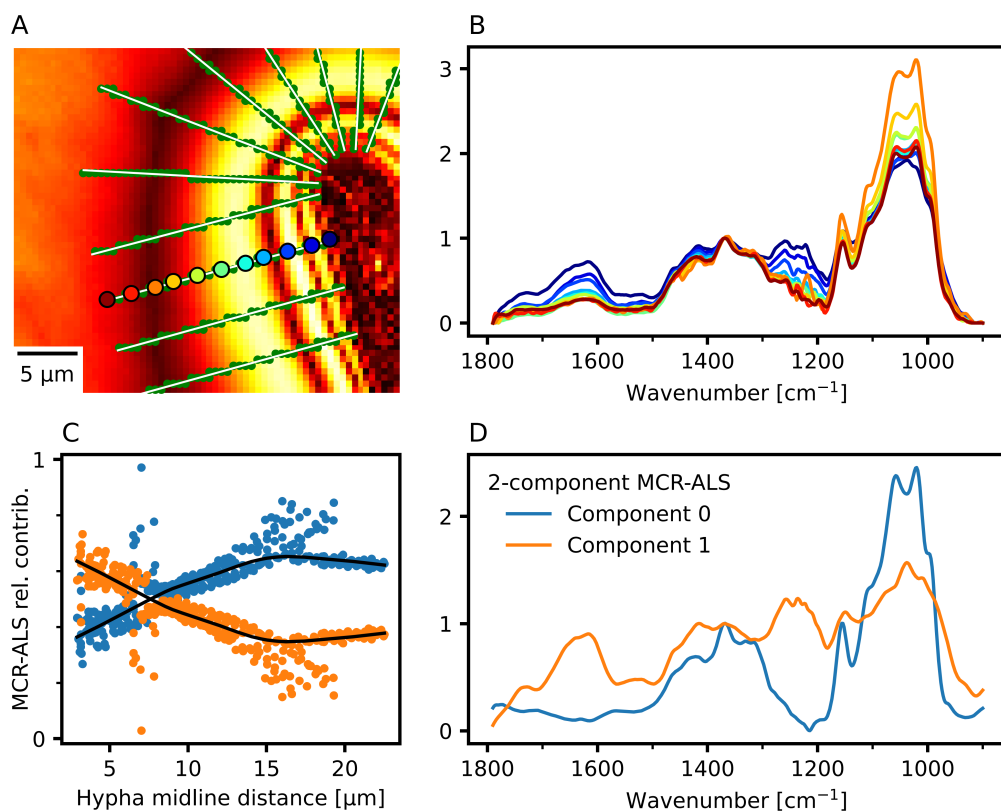 A
5 μm
B
3
2
1
0
1800
1600
1400
1200
1000
Wavenumber [cm⁻¹]
C
1
0
MCR-ALS rel. contrib.
5
10
15
20
Hypha midline distance [μm]
D
2-component MCR-ALS
Component 0
Component 1
2
1
0
1800
1600
1400
1200
1000
Wavenumber [cm⁻¹]